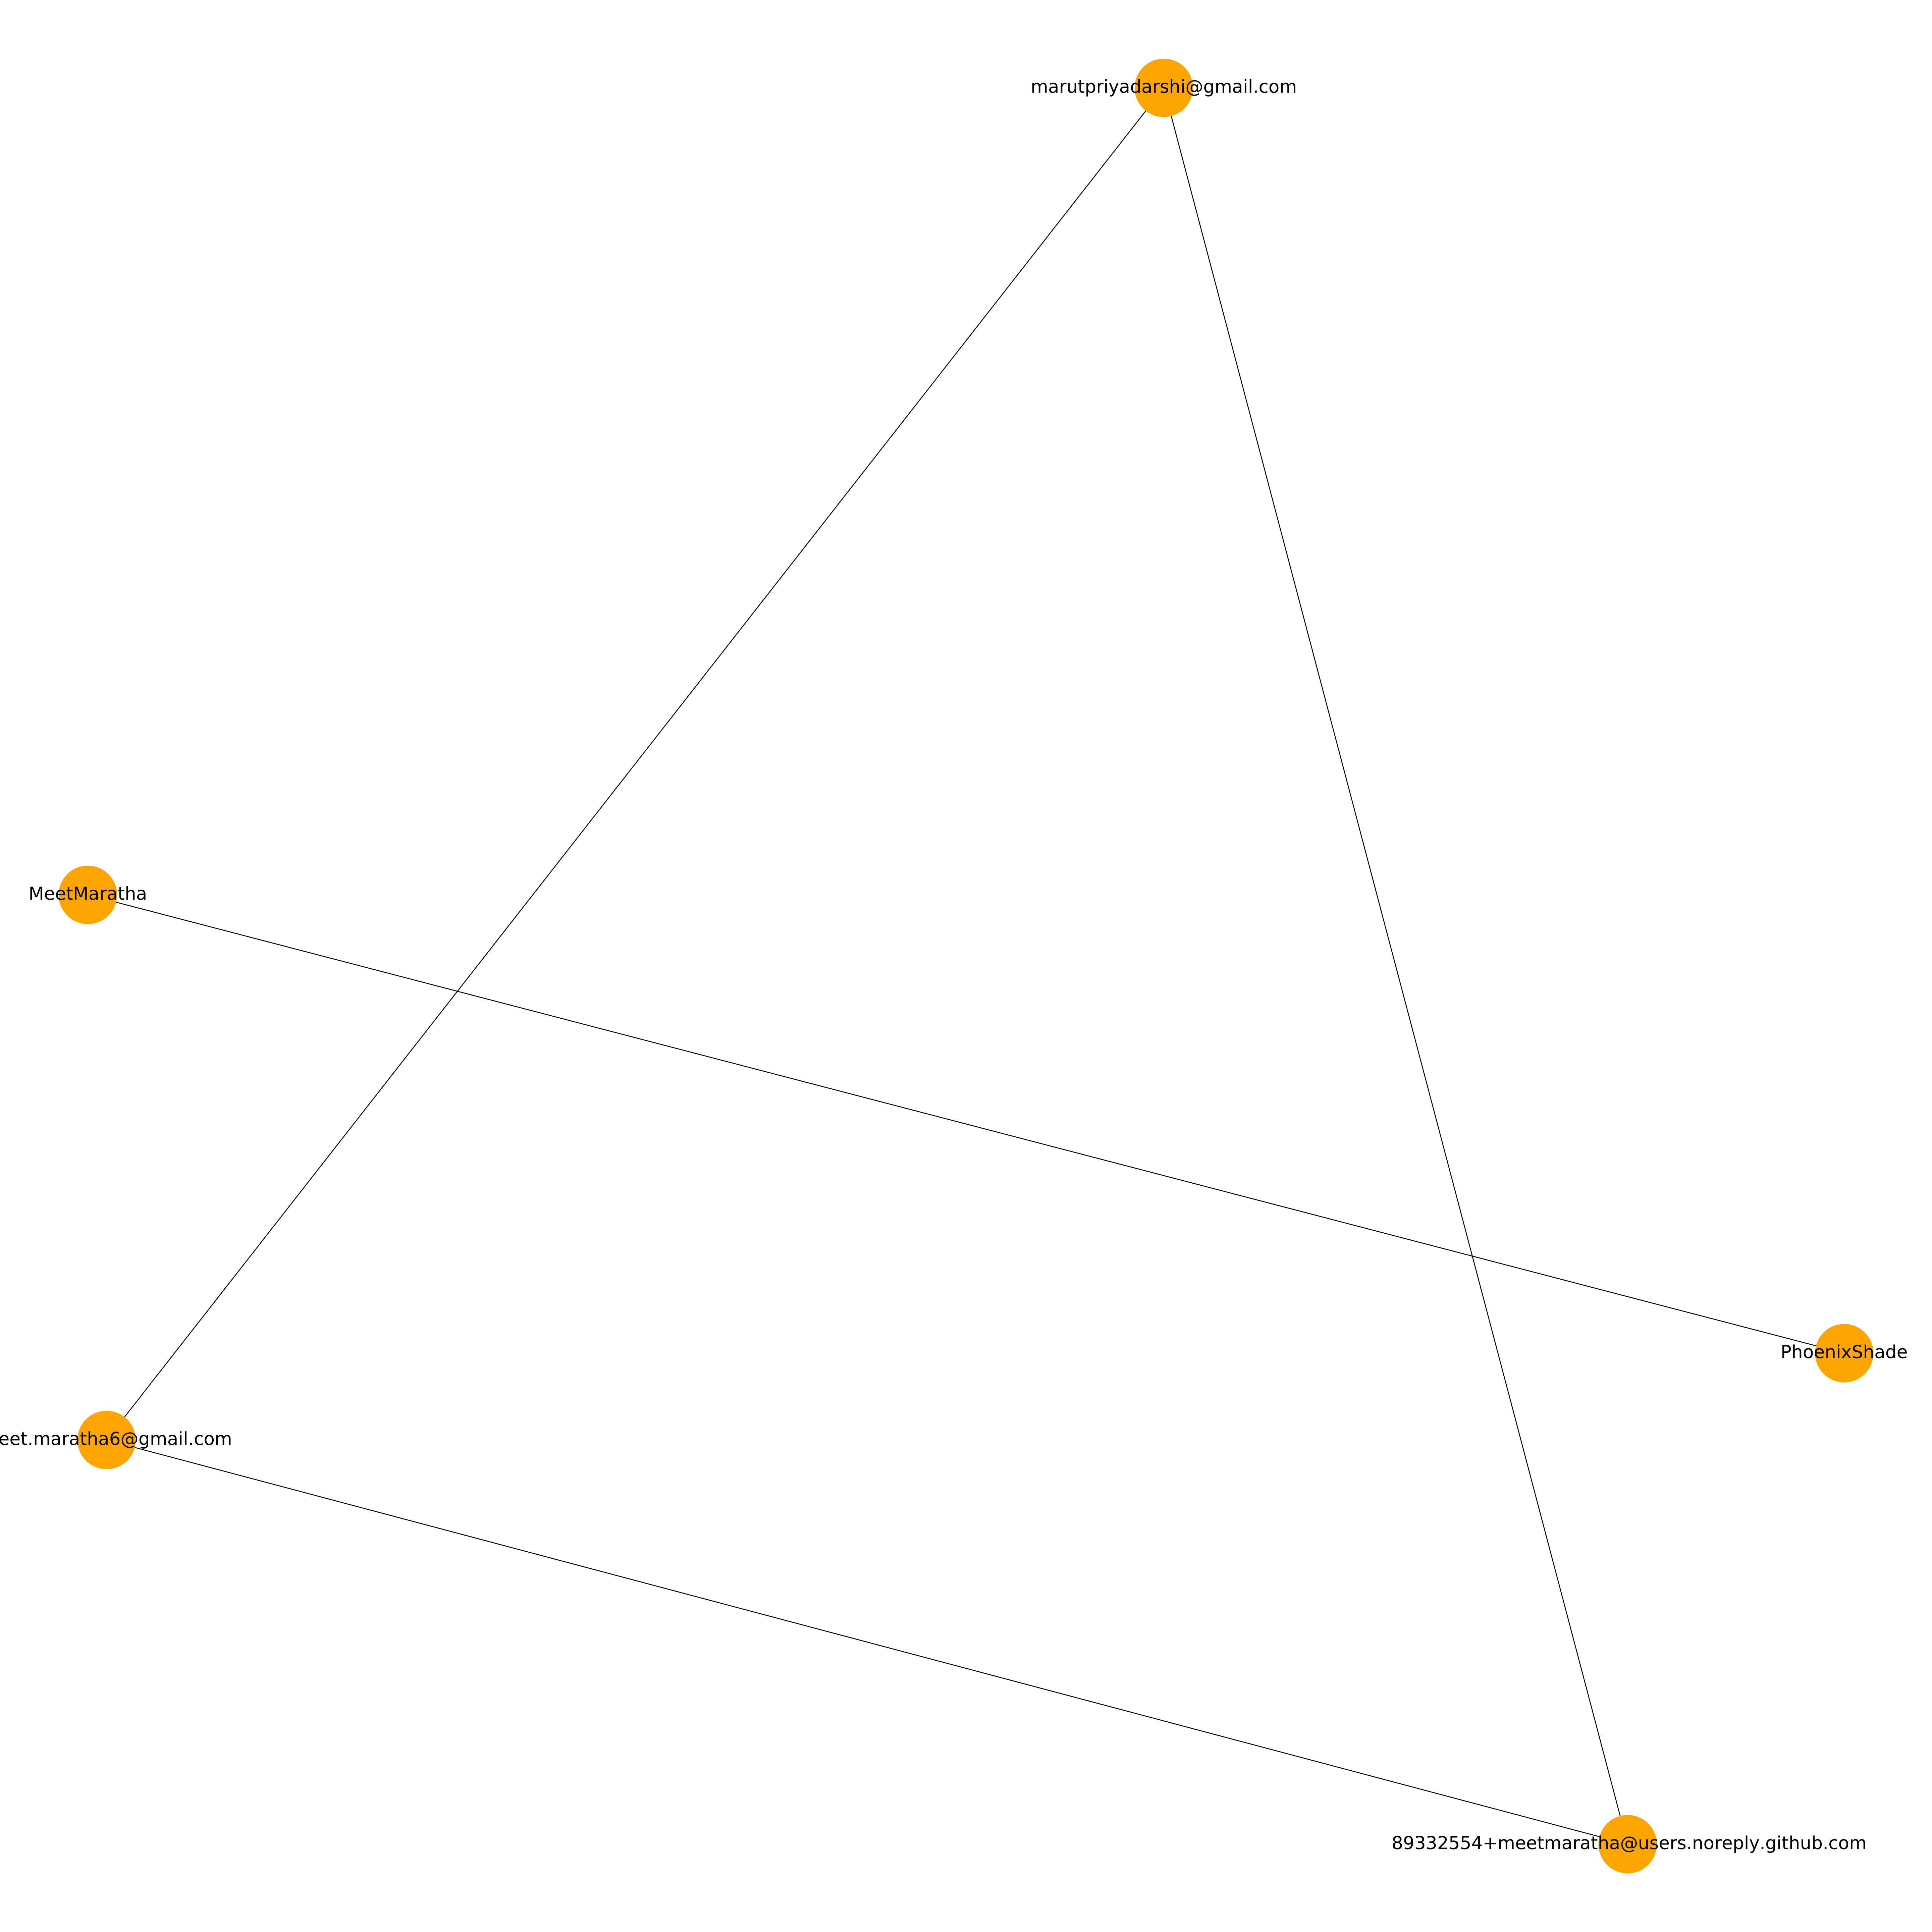 marutpriyadarshi@gmail.com
MeetMaratha
PhoenixShade
eet.maratha6@gmail.com
89332554+meetmaratha@users.noreply.github.com